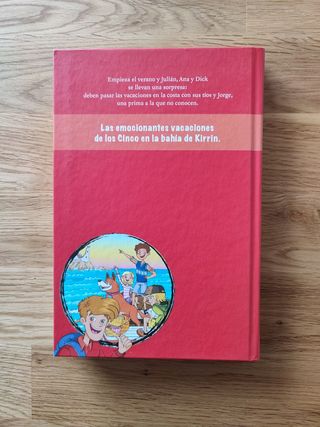 Empieza el verano y Julián, Ana y Dick
se llevan una sorpresa:
deben pasar las vacaciones en la costa con sus tíos y Jorge,
una prima a la que no conocen.
Las emocionantes vacaciones
de los Cinco en la bahía de Kirrin.